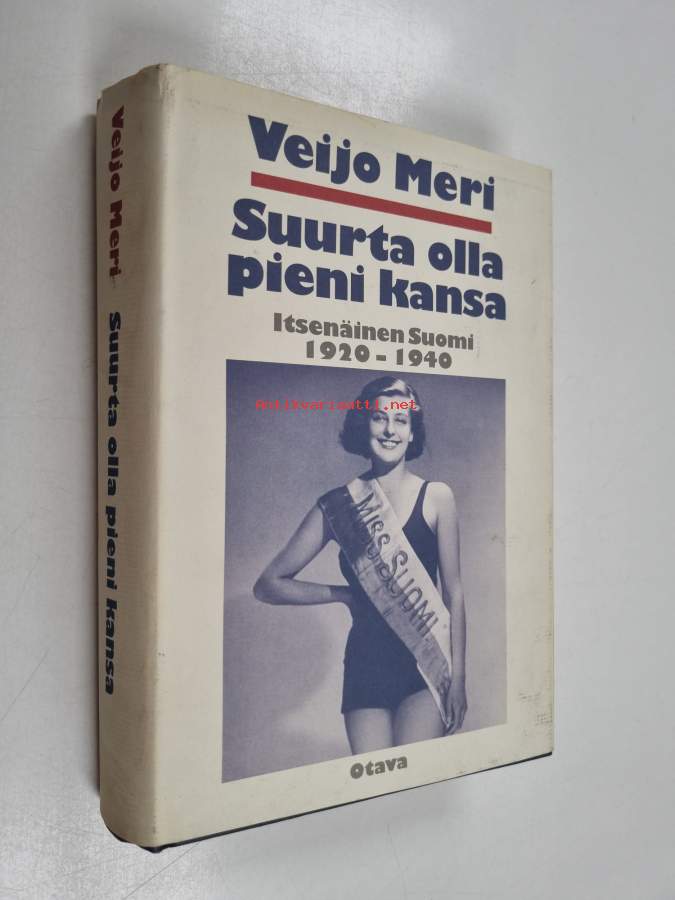 Veijo Meri
Suurta olla
pieni kansa
Itsenäinen Suomi
1920 – 1940
Antikvariaatti.net
MISS SUOMI
Otava
Veijo Meri Suurta olla pieni kansa